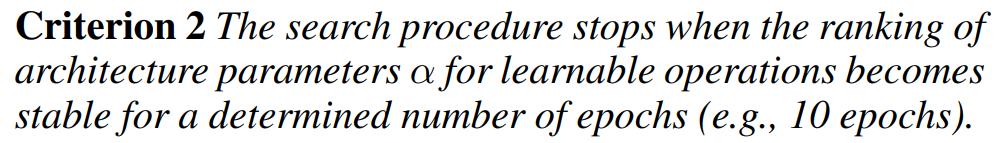 Criterion 2 The search procedure stops when the ranking of
architecture parameters α for learnable operations becomes
stable for a determined number of epochs (e.g., 10 epochs).